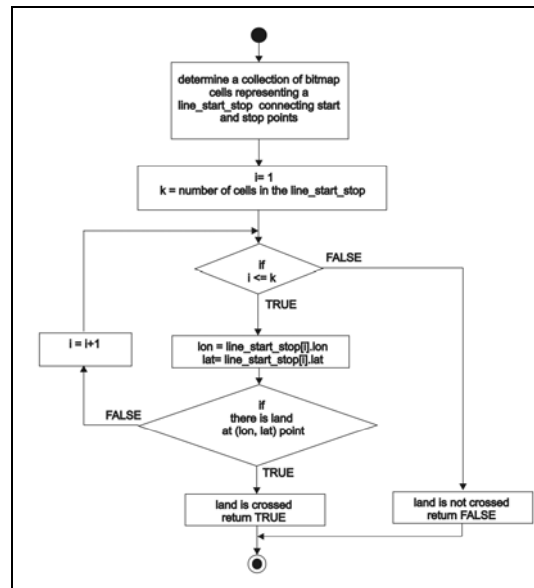 determine a collection of bitmap
cells representing a
line_start_stop connecting start
and stop points
i= 1
k = number of cells in the line_start_stop
if
i <= k
FALSE
TRUE
i = i+1
lon = line_start_stop[i].lon
lat= line_start_stop[i].lat
FALSE
if
there is land
at (lon, lat) point
TRUE
land is crossed
return TRUE
land is not crossed
return FALSE